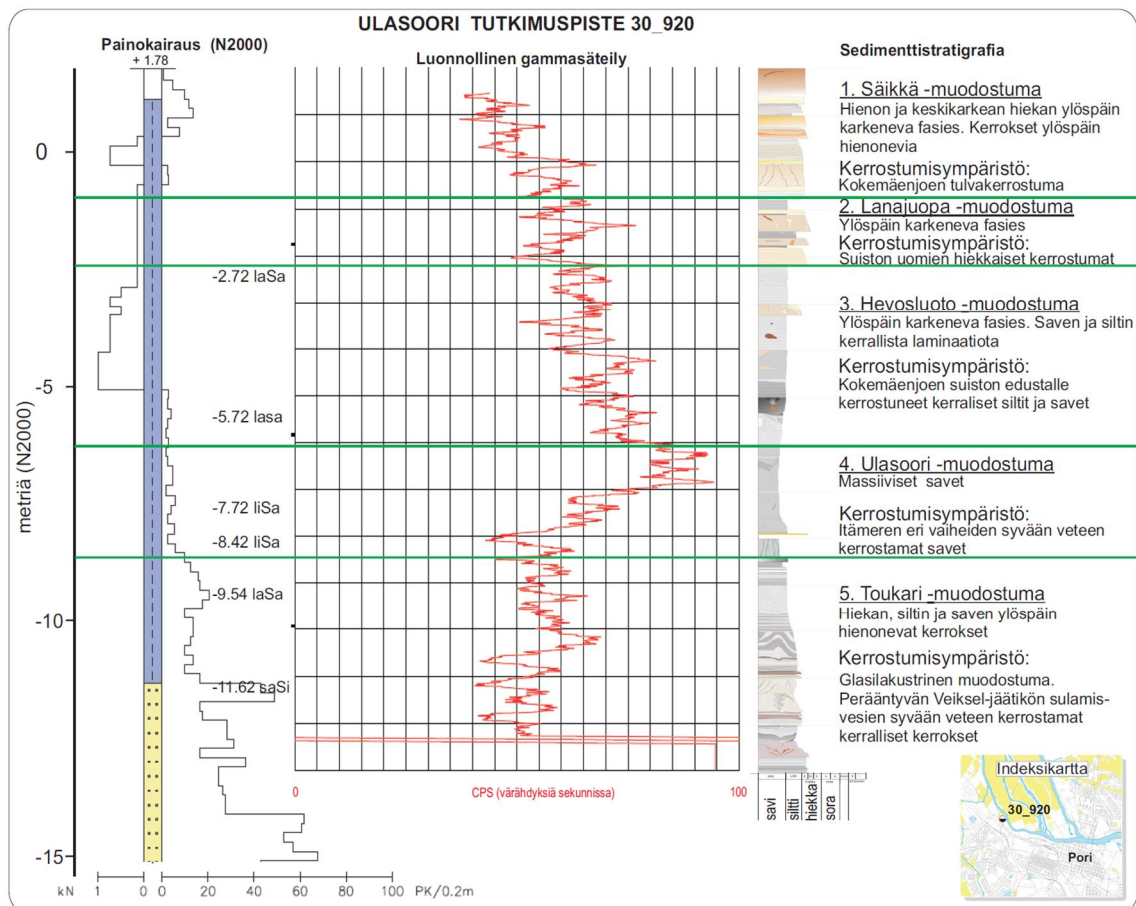 ULASOORI TUTKIMUSPISTE 30_920
Painokairaus (N2000)
+ 1.78
Luonnollinen gammasäteily
Sedimenttistratigrafia
1. Säikkä -muodostuma
Hienon ja keskikarkean hiekan ylöspäin
karkeneva fasies. Kerrokset ylöspäin
hienonevia
Kerrostumisympäristö:
Kokemäenjoen tulvakerrostuma
2. Lanajuopa -muodostuma
Ylöspäin karkeneva fasies
Kerrostumisympäristö:
Suiston uomien hiekkaiset kerrostumat
3. Hevosluoto -muodostuma
Ylöspäin karkeneva fasies. Saven ja siltin
kerrallista laminaatiota
Kerrostumisympäristö:
Kokemäenjoen suiston edustalle
kerrostuneet kerraliset siltit ja savet
4. Ulasoori -muodostuma
Massiiviset savet
Kerrostumisympäristö:
Itämeren eri vaiheiden syvään veteen
kerrostamat savet
5. Toukari -muodostuma
Hiekan, siltin ja saven ylöspäin
hienonevat kerrokset
Kerrostumisympäristö:
Glasilakustrinen muodostuma.
Perääntyvän Veiksel-jäätikön sulamis-
vesien syvään veteen kerrostamat
kerralliset kerrokset
metriä (N2000)
0
-5
-10
-15
-2.72 laSa
-5.72 lasa
-7.72 liSa
-8.42 liSa
-9.54 laSa
-11.62 saSi
kN 1 0 0 20 40 60 80 100 PK/0.2m
0 CPS (värähdyksiä sekunnissa) 100
savi
siltti
hiekka
sora
Indeksikartta
30_920
Pori